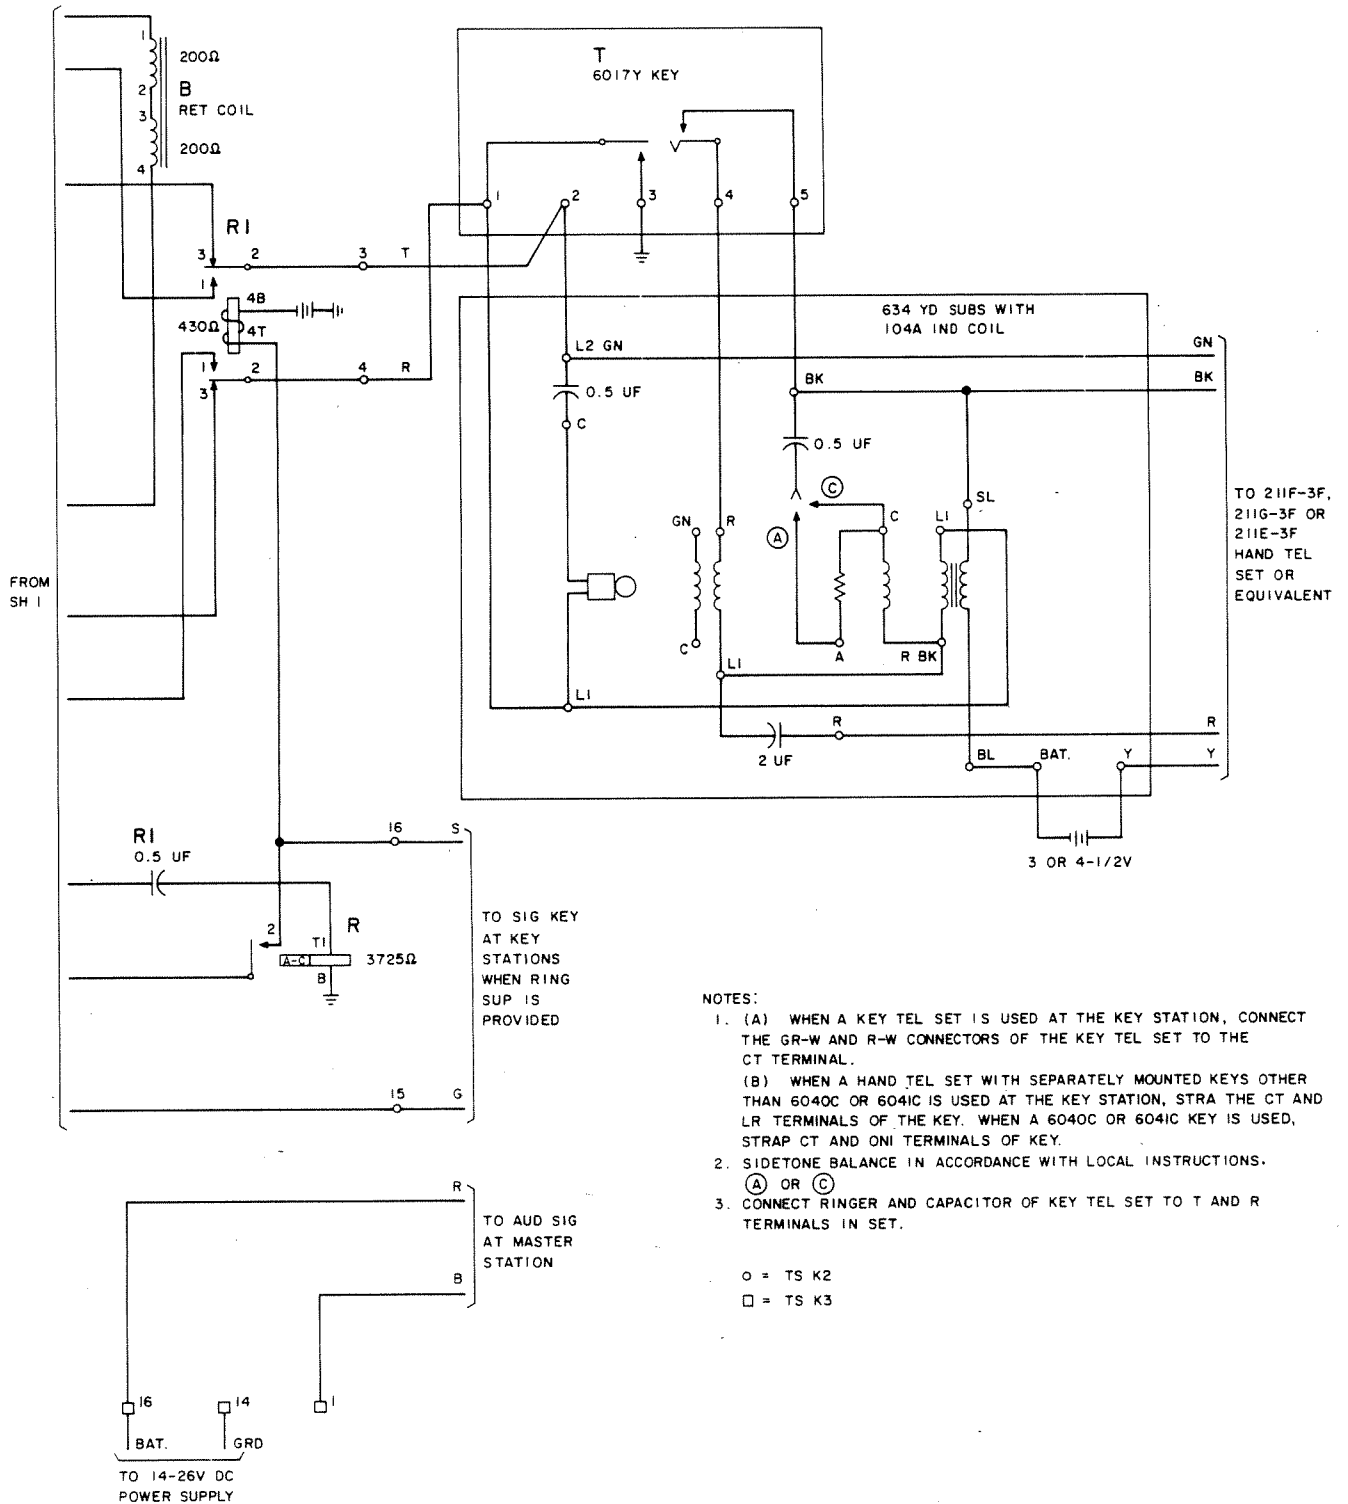 1
200Ω
2
B
RET COIL
3
200Ω
4
T
6017Y KEY
1
2
3
4
5
R1
3
2
3
T
1
4B
430Ω
4T
1
2
4
R
3
634 YD SUBS WITH
104A IND COIL
L2 GN
GN
BK
BK
0.5 UF
C
0.5 UF
C
A
SL
GN
R
C
L1
TO 211F-3F,
211G-3F OR
211E-3F
HAND TEL
SET OR
EQUIVALENT
FROM
SH 1
C
L1
A
R BK
L1
R
R
2 UF
BL
BAT.
Y
Y
3 OR 4-1/2V
R1
0.5 UF
16
S
2
R
T1
A-C
3725Ω
B
TO SIG KEY
AT KEY
STATIONS
WHEN RING
SUP IS
PROVIDED
15
G
NOTES:
1. (A) WHEN A KEY TEL SET IS USED AT THE KEY STATION, CONNECT
THE GR-W AND R-W CONNECTORS OF THE KEY TEL SET TO THE
CT TERMINAL.
(B) WHEN A HAND TEL SET WITH SEPARATELY MOUNTED KEYS OTHER
THAN 6040C OR 6041C IS USED AT THE KEY STATION, STRA THE CT AND
LR TERMINALS OF THE KEY. WHEN A 6040C OR 6041C KEY IS USED,
STRAP CT AND ON1 TERMINALS OF KEY.
2. SIDETONE BALANCE IN ACCORDANCE WITH LOCAL INSTRUCTIONS.
A OR C
3. CONNECT RINGER AND CAPACITOR OF KEY TEL SET TO T AND R
TERMINALS IN SET.
O = TS K2
□ = TS K3
R
TO AUD SIG
AT MASTER
STATION
B
16
14
1
BAT.
GRD
TO 14-26V DC
POWER SUPPLY